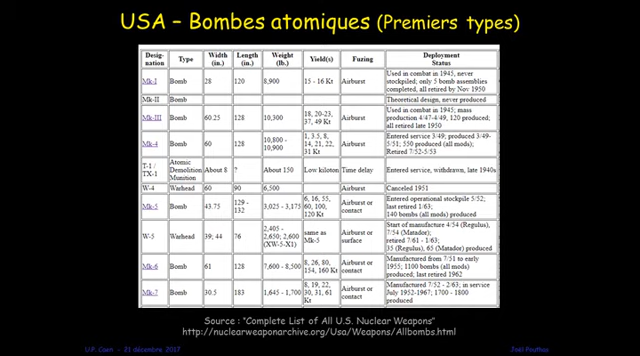 USA – Bombes atomiques (Premiers types)
Desig-nation Type Width (in.) Length (in.) Weight (lb.) Yield(s) Fuzing Deployment Status
Mk-I Bomb 28 120 8,900 15 - 16 Kt Airburst Used in combat in 1945, never stockpiled; only 5 bomb assemblies completed, all retired by Nov 1950
Mk-II Bomb Theoretical design, never produced
Mk-III Bomb 60.25 128 10,300 18, 20-23, 37, 49 Kt Airburst Used in combat in 1945; mass production 4/47-4/49, 120 produced; all retired late 1950
Mk-4 Bomb 60 128 10,800 - 10,900 1, 3.5, 8, 14, 21, 22, 31 Kt Airburst Entered service 3/49; produced 3/49-5/51; 550 produced (all mods) Retired 7/52-5/53
T-1 / TX-1 Atomic Demolition Munition About 8 ? About 150 Low kiloton Time delay Entered service, withdrawn, late 1940s
W-4 Warhead 60 90 6,500 Airburst Canceled 1951
Mk-5 Bomb 43.75 129 - 132 3,025 - 3,175 6, 16, 55, 60, 100, 120 Kt Airburst or contact Entered operational stockpile 5/52; last retired 1/63; 140 bombs (all mods) produced
W-5 Warhead 39; 44 76 2,405 - 2,650; 2,600 (XW-5-X1) same as Mk-5 Airburst or surface Start of manufacture 4/54 (Regulus), 7/54 (Matador); retired 7/61 - 1/63; 35 (Regulus), 65 (Matador) produced
Mk-6 Bomb 61 128 7,600 - 8,500 8, 26, 80, 154, 160 Kt Airburst or contact Manufactured from 7/51 to early 1955; 1100 bombs (all mods) produced; last retired 1962
Mk-7 Bomb 30.5 183 1,645 - 1,700 8, 19, 22, 30, 31, 61 Kt Airburst or contact Manufactured 7/52 - 2/63; in service July 1952-1967; 1700 - 1800 produced
Source : "Complete List of All U.S. Nuclear Weapons"
http://nuclearweaponarchive.org/Usa/Weapons/Allbombs.html
U.P. Caen - 21 décembre 2017 Joël Pouthas